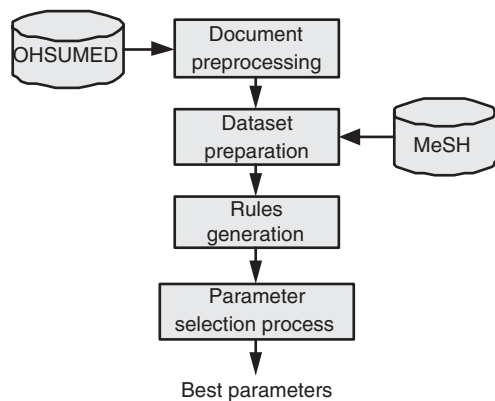 OHSUMED
Document
preprocessing
Dataset
preparation
MeSH
Rules
generation
Parameter
selection process
Best parameters